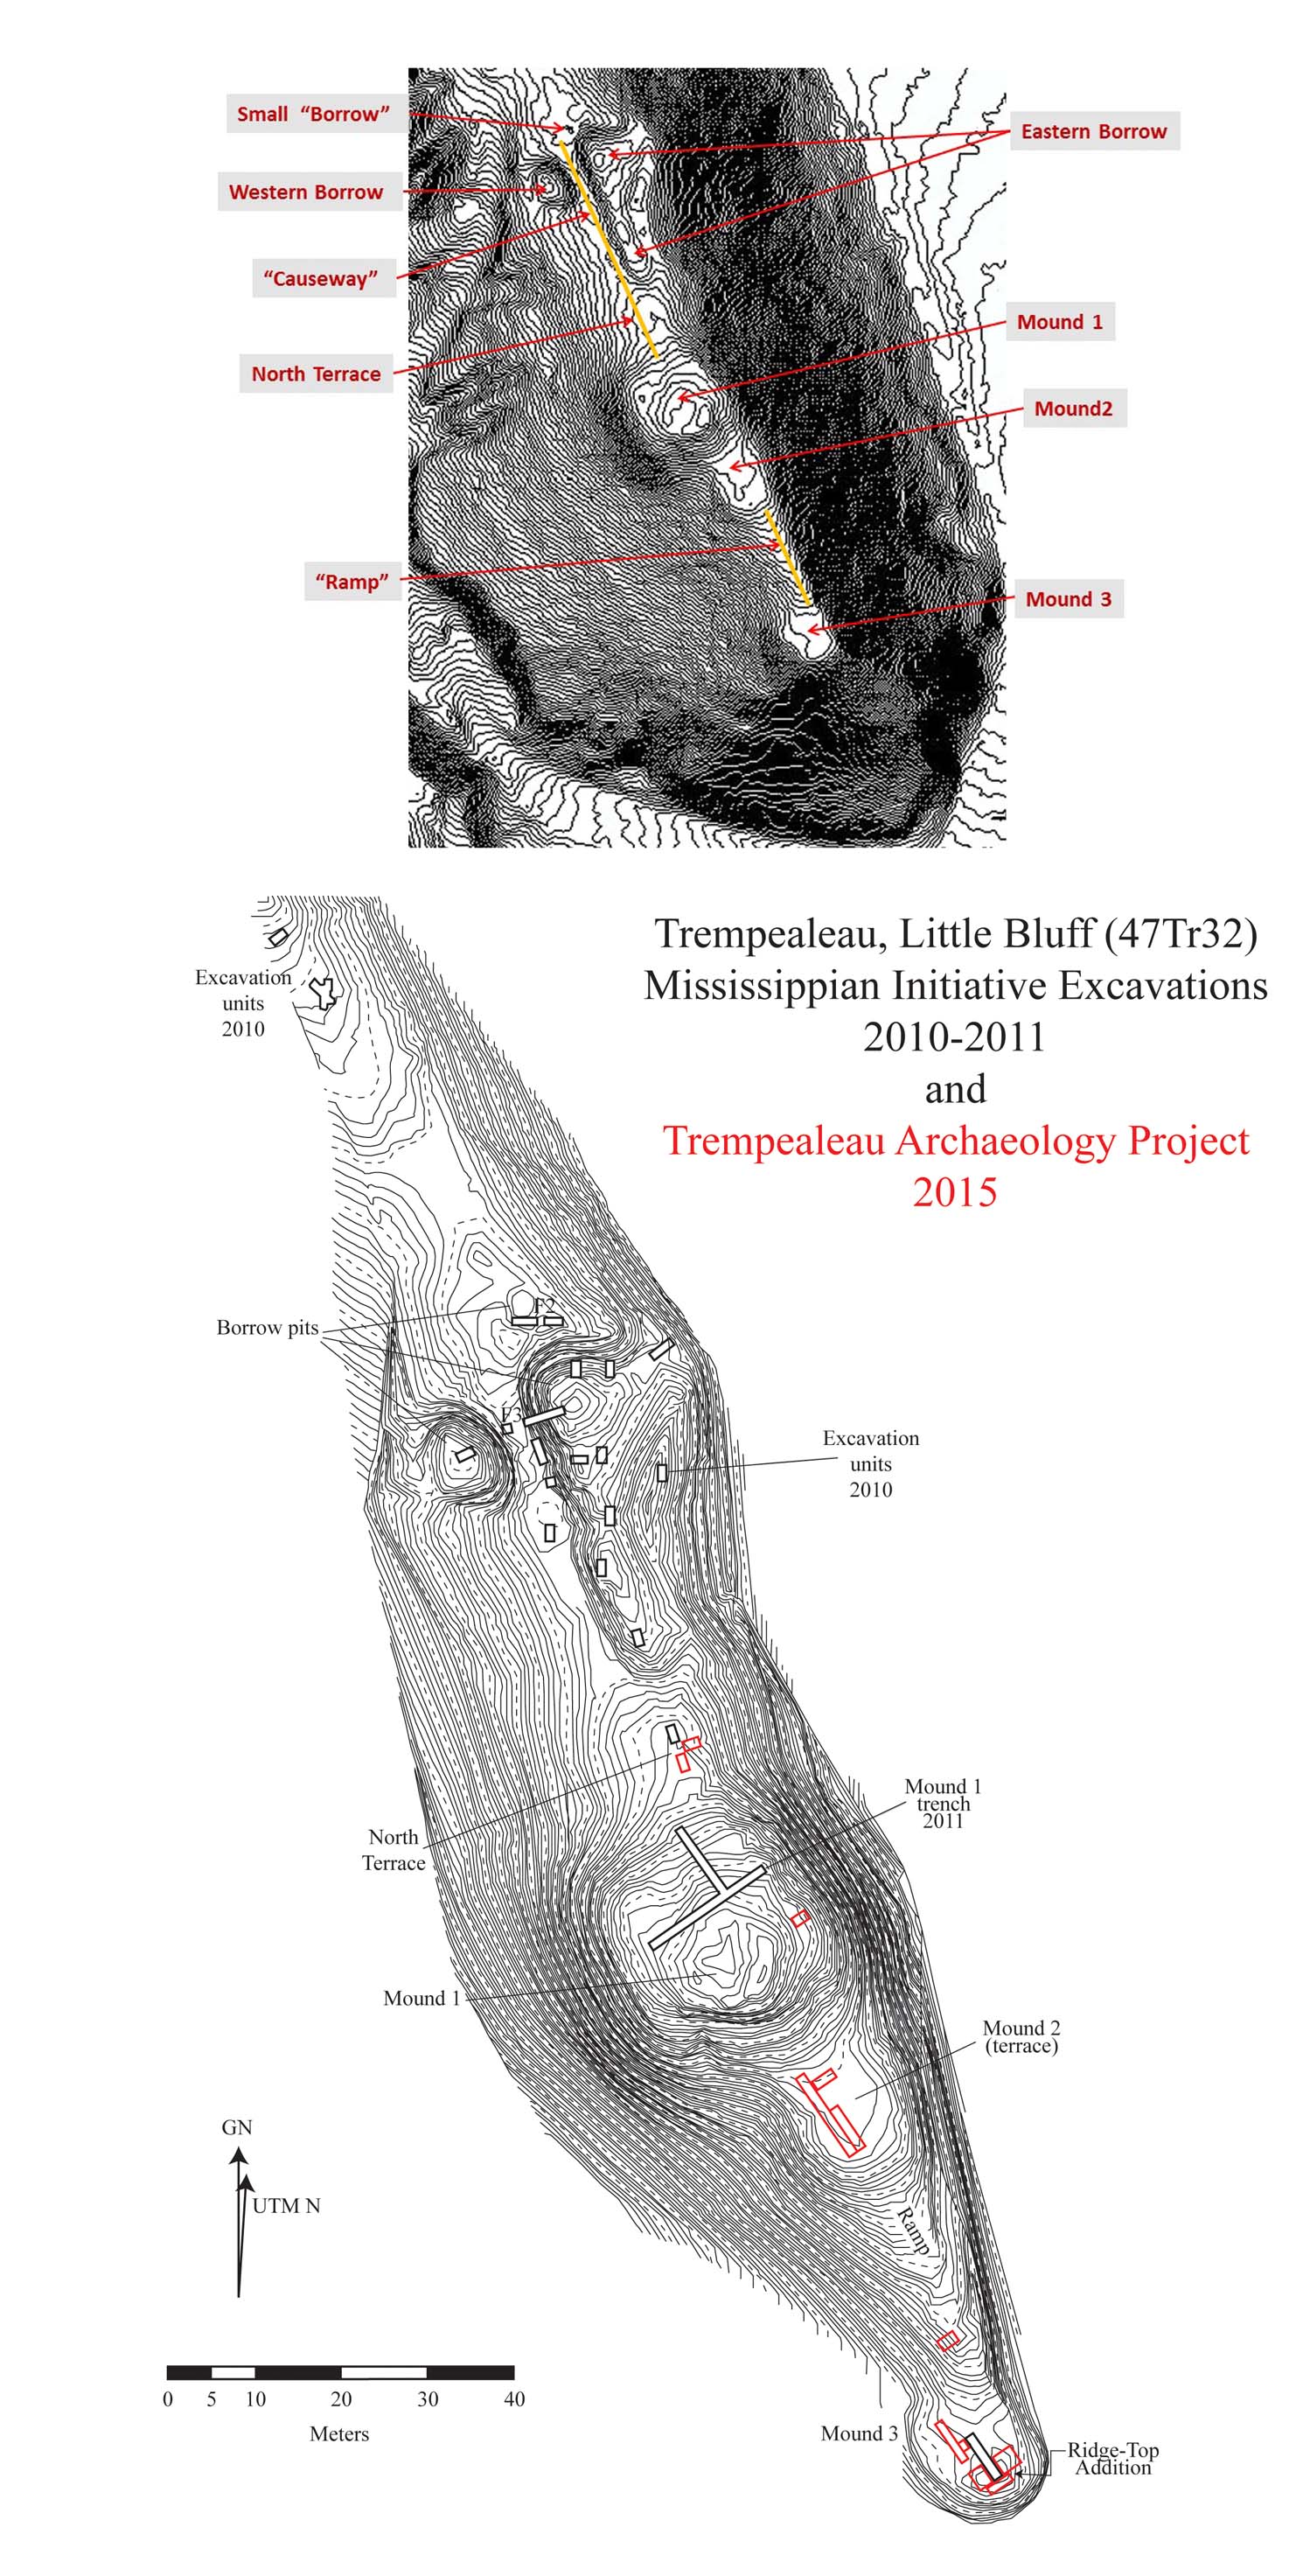 Small “Borrow”
Eastern Borrow
Western Borrow
“Causeway”
Mound 1
North Terrace
Mound2
“Ramp”
Mound 3
Trempealeau, Little Bluff (47Tr32)
Mississippian Initiative Excavations
2010-2011
and
Trempealeau Archaeology Project
2015
Excavation
units
2010
F2
Borrow pits
F3
Excavation
units
2010
Mound 1
trench
2011
North
Terrace
Mound 1
Mound 2
(terrace)
GN
UTM N
Ramp
0 5 10 20 30 40
Meters
Mound 3
Ridge-Top
Addition